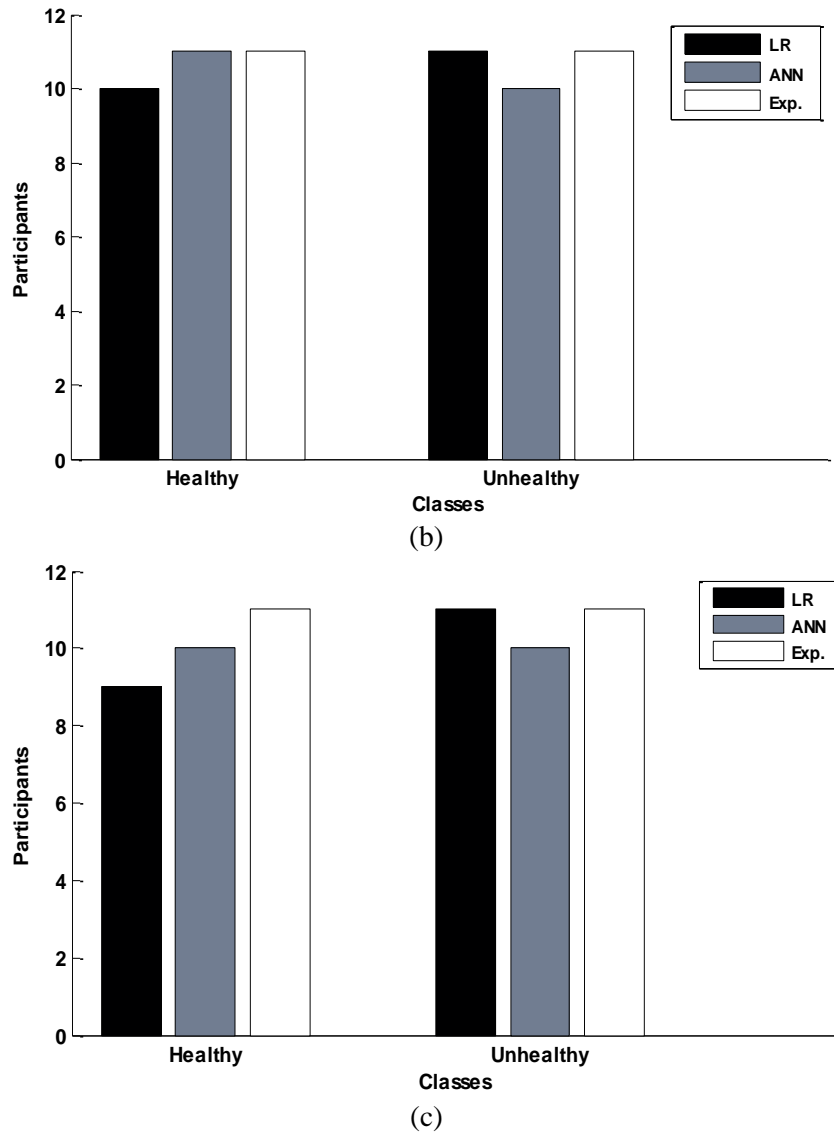 12
10
8
6
4
2
0
Participants
Healthy
Unhealthy
Classes
LR
ANN
Exp.
(b)
12
10
8
6
4
2
0
Participants
Healthy
Unhealthy
Classes
LR
ANN
Exp.
(c)